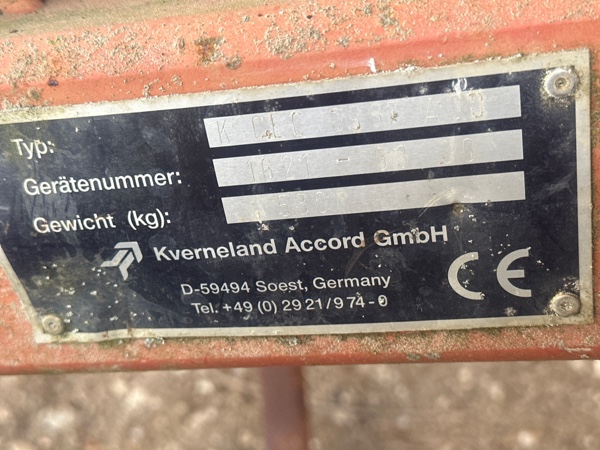 Typ:
Gerätenummer:
Gewicht (kg):
Kverneland Accord GmbH
D-59494 Soest, Germany
Tel. +49 (0) 29 21/9 74 - 0
CE